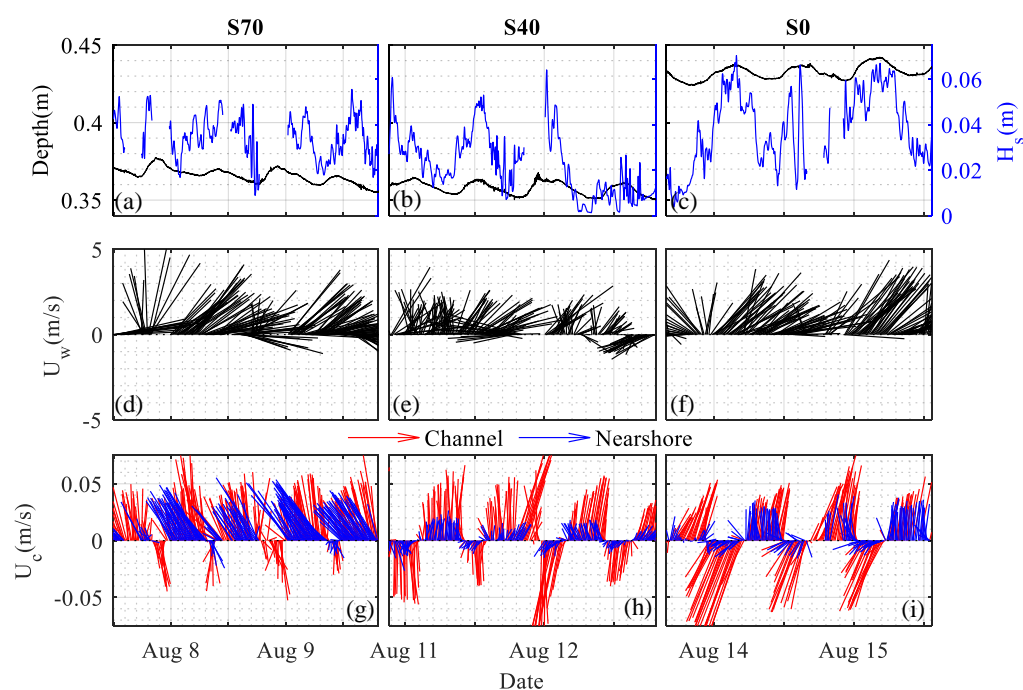 S70 S40 S0
0.45
0.4
0.35
Depth(m)
(a) (b) (c)
0.06
0.04
0.02
0
H_s (m)
5
0
-5
U_w (m/s)
(d) (e) (f)
Channel Nearshore
0.05
0
-0.05
U_c (m/s)
(g) (h) (i)
Aug 8 Aug 9 Aug 11 Aug 12 Aug 14 Aug 15
Date